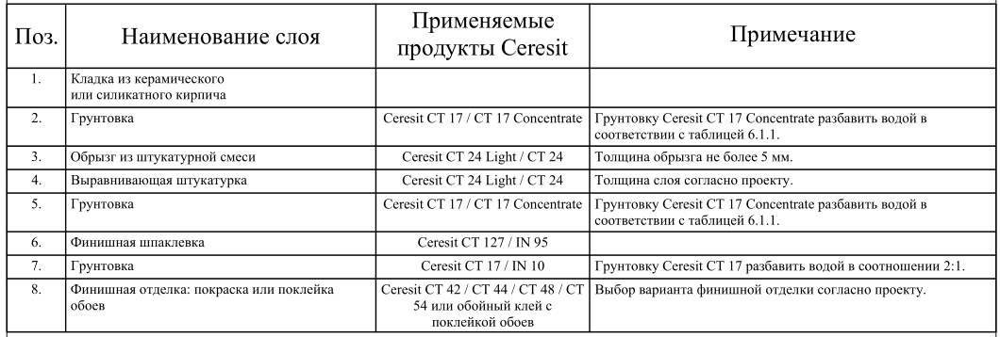 Поз.
Наименование слоя
Применяемые
продукты Ceresit
Примечание
1.
Кладка из керамического
или силикатного кирпича
2.
Грунтовка
Ceresit CT 17 / CT 17 Concentrate
Грунтовку Ceresit CT 17 Concentrate разбавить водой в
соответствии с таблицей 6.1.1.
3.
Обрызг из штукатурной смеси
Ceresit CT 24 Light / CT 24
Толщина обрызга не более 5 мм.
4.
Выравнивающая штукатурка
Ceresit CT 24 Light / CT 24
Толщина слоя согласно проекту.
5.
Грунтовка
Ceresit CT 17 / CT 17 Concentrate
Грунтовку Ceresit CT 17 Concentrate разбавить водой в
соответствии с таблицей 6.1.1.
6.
Финишная шпаклевка
Ceresit CT 127 / IN 95
7.
Грунтовка
Ceresit CT 17 / IN 10
Грунтовку Ceresit CT 17 разбавить водой в соотношении 2:1.
8.
Финишная отделка: покраска или поклейка
обоев
Ceresit CT 42 / CT 44 / CT 48 / CT
54 или обойный клей с
поклейкой обоев
Выбор варианта финишной отделки согласно проекту.